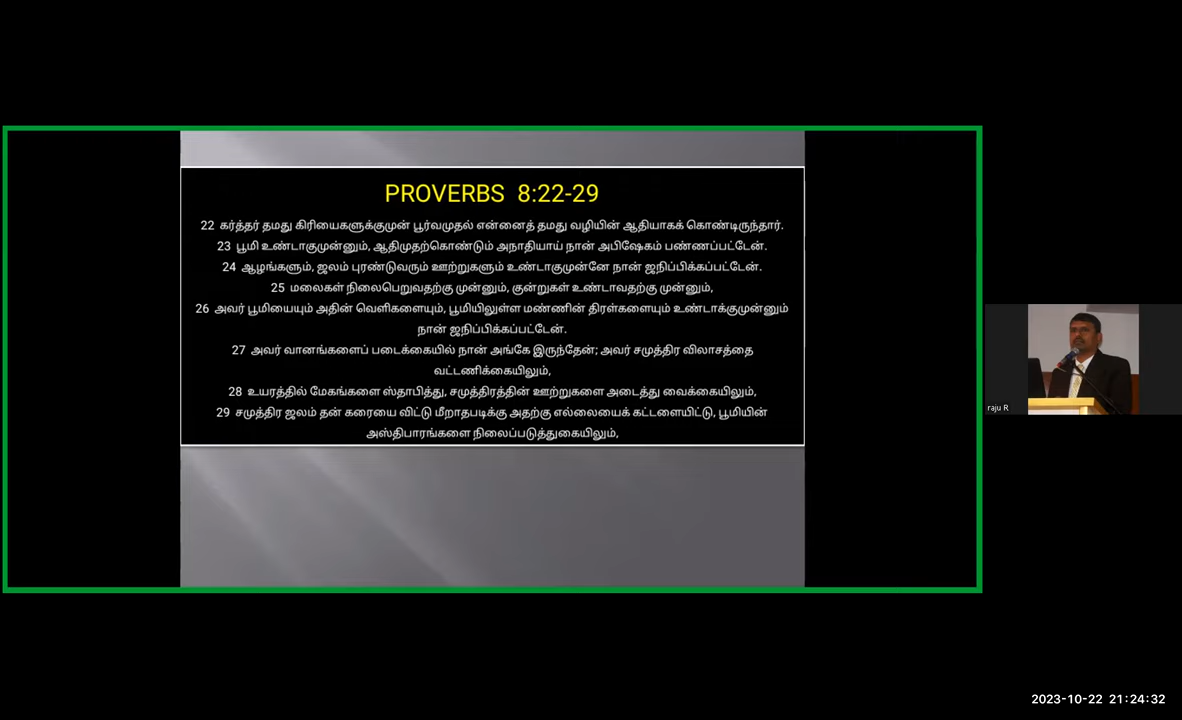 PROVERBS 8:22-29
22 கர்த்தர் தமது கிரியைகளுக்குமுன் பூர்வமுதல் என்னைத் தமது வழியின் ஆதியாகக் கொண்டிருந்தார்.
23 பூமி உண்டாகுமுன்னும், ஆதிமுதற்கொண்டும் அநாதியாய் நான் அபிஷேகம் பண்ணப்பட்டேன்.
24 ஆழங்களும், ஜலம் புரண்டுவரும் ஊற்றுகளும் உண்டாகுமுன்னே நான் ஜநிப்பிக்கப்பட்டேன்.
25 மலைகள் நிலைபெறுவதற்கு முன்னும், குன்றுகள் உண்டாவதற்கு முன்னும்,
26 அவர் பூமியையும் அதின் வெளிகளையும், பூமியிலுள்ள மண்ணின் திரள்களையும் உண்டாக்குமுன்னும்
நான் ஜநிப்பிக்கப்பட்டேன்.
27 அவர் வானங்களைப் படைக்கையில் நான் அங்கே இருந்தேன்; அவர் சமுத்திர விலாசத்தை
வட்டணிக்கையிலும்,
28 உயரத்தில் மேகங்களை ஸ்தாபித்து, சமுத்திரத்தின் ஊற்றுகளை அடைத்து வைக்கையிலும்,
29 சமுத்திர ஜலம் தன் கரையை விட்டு மீறாதபடிக்கு அதற்கு எல்லையைக் கட்டளையிட்டு, பூமியின்
அஸ்திபாரங்களை நிலைப்படுத்துகையிலும்,
raju R
2023-10-22 21:24:32